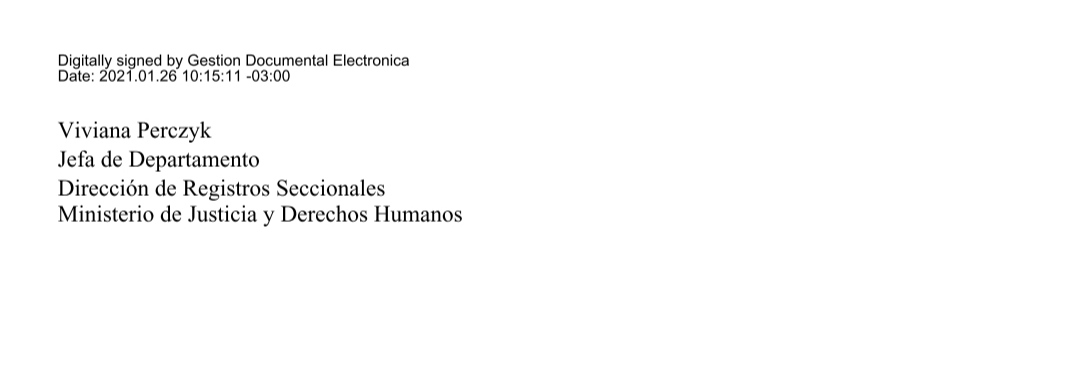 Digitally signed by Gestion Documental Electronica
Date: 2021.01.26 10:15:11 -03:00
Viviana Perczyk
Jefa de Departamento
Dirección de Registros Seccionales
Ministerio de Justicia y Derechos Humanos